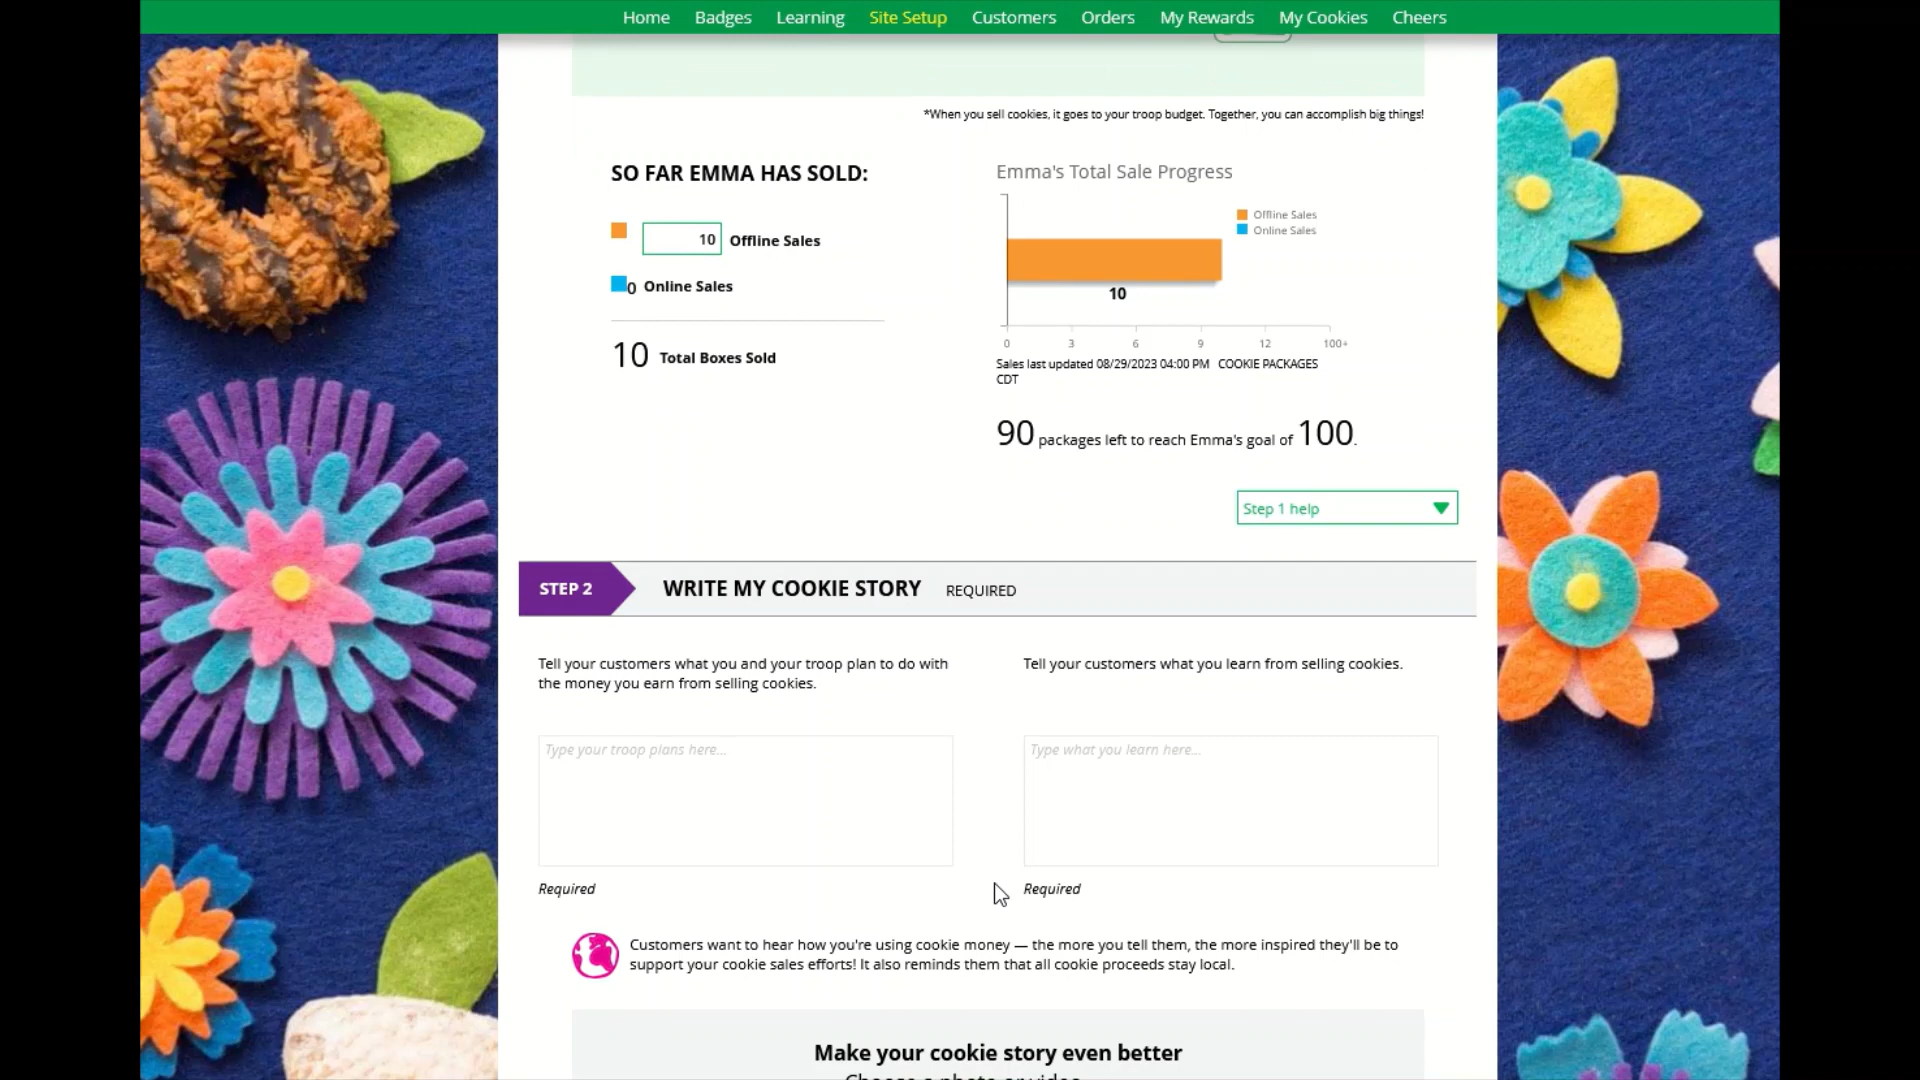 Home Badges Learning Site Setup Customers Orders My Rewards My Cookies Cheers
*When you sell cookies, it goes to your troop budget. Together, you can accomplish big things!
SO FAR EMMA HAS SOLD:
10 Offline Sales
0 Online Sales
10 Total Boxes Sold
Emma's Total Sale Progress
Offline Sales
Online Sales
10
0 3 6 9 12 100+
Sales last updated 08/29/2023 04:00 PM COOKIE PACKAGES
CDT
90 packages left to reach Emma's goal of 100.
Step 1 help
STEP 2 WRITE MY COOKIE STORY REQUIRED
Tell your customers what you and your troop plan to do with
the money you earn from selling cookies.
Type your troop plans here...
Required
Tell your customers what you learn from selling cookies.
Type what you learn here...
Required
Customers want to hear how you're using cookie money — the more you tell them, the more inspired they'll be to
support your cookie sales efforts! It also reminds them that all cookie proceeds stay local.
Make your cookie story even better
Choose a photo or video